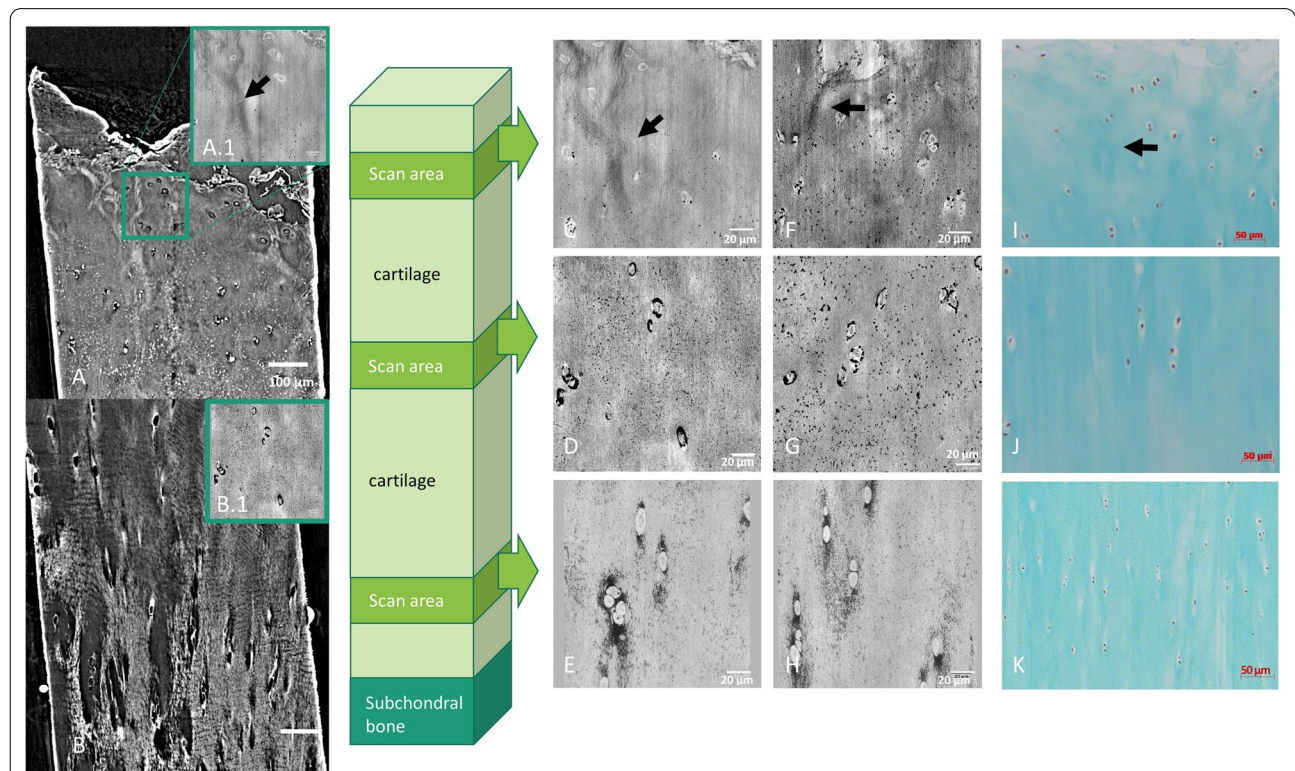 A.1
A
100 µm
B.1
B
Scan area
cartilage
Scan area
cartilage
Scan area
Subchondral
bone
C
20 µm
F
20 µm
I
50 µm
D
20 µm
G
20 µm
J
50 µm
E
20 µm
H
20 µm
K
50 µm